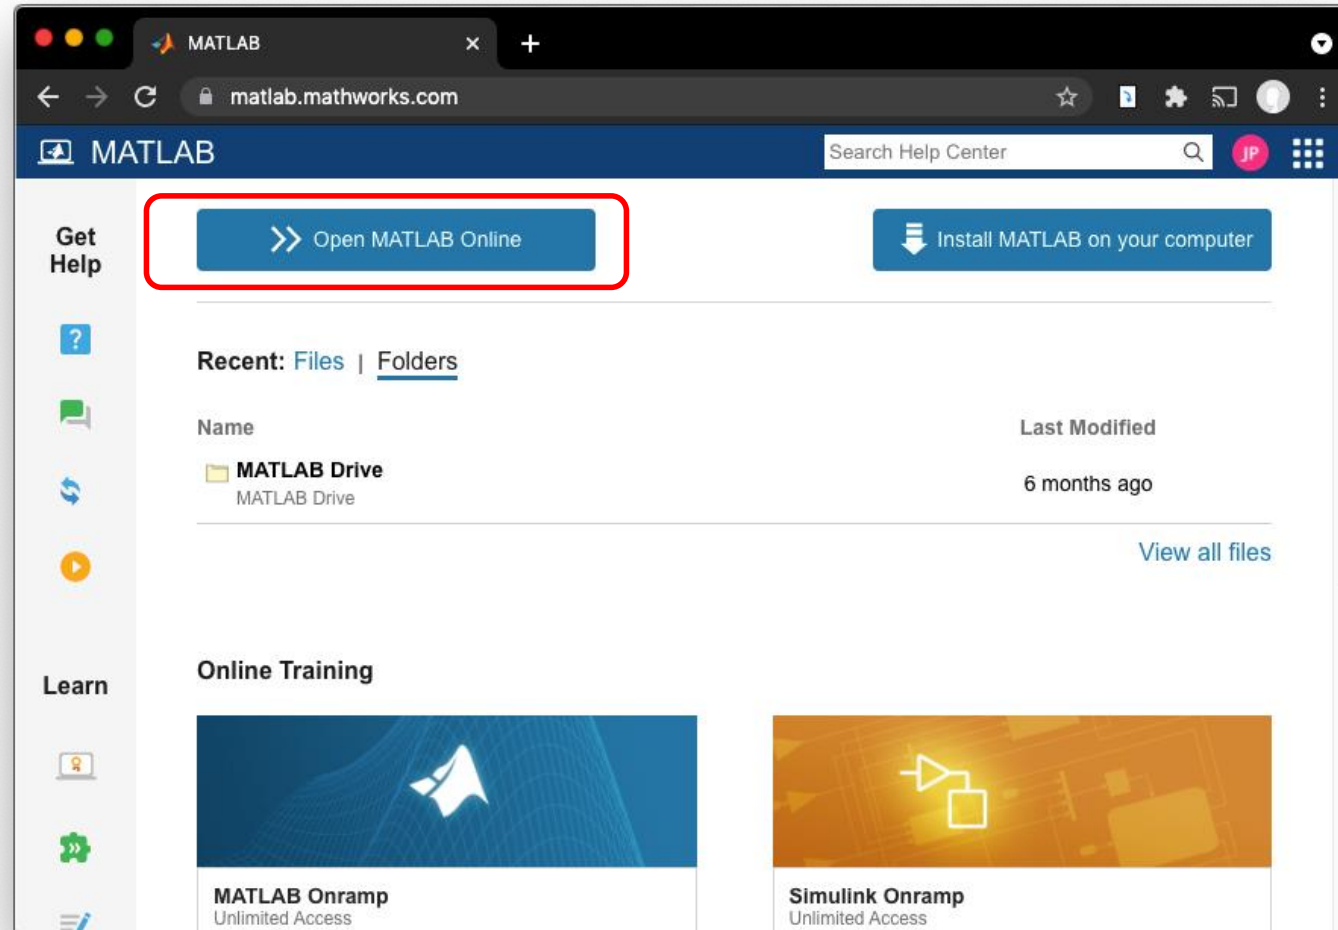 MATLAB
matlab.mathworks.com
MATLAB
Search Help Center
JP
Get
Help
Open MATLAB Online
Install MATLAB on your computer
?
Recent: Files | Folders
Name
Last Modified
MATLAB Drive
MATLAB Drive
6 months ago
View all files
Learn
Online Training
MATLAB Onramp
Unlimited Access
Simulink Onramp
Unlimited Access